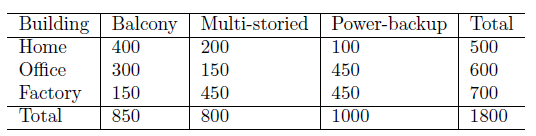 Building Balcony Multi-storied Power-backup Total
Home 400 200 100 500
Office 300 150 450 600
Factory 150 450 450 700
Total 850 800 1000 1800